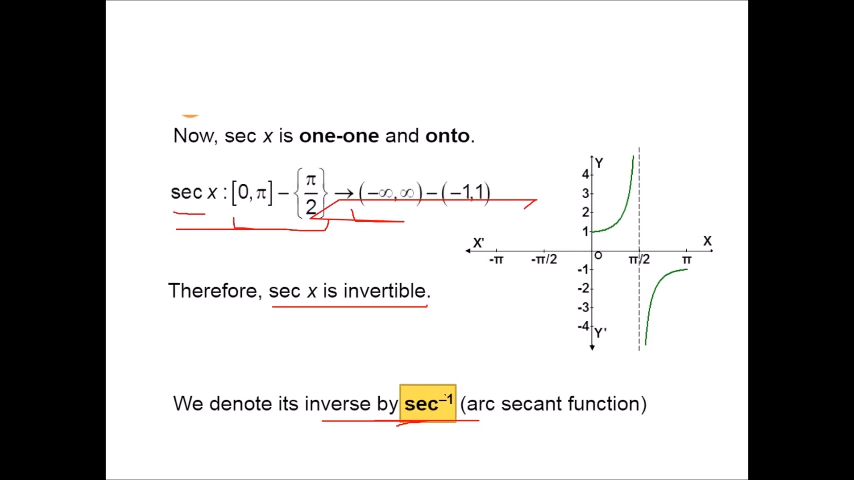 Now, sec x is one-one and onto.
sec x : [0, π] − {π/2} → (−∞, ∞) − (−1,1)
Therefore, sec x is invertible.
We denote its inverse by sec⁻¹ (arc secant function)
Y
4
3
2
1
X' O X
-π -π/2 π/2 π
-1
-2
-3
-4
Y'